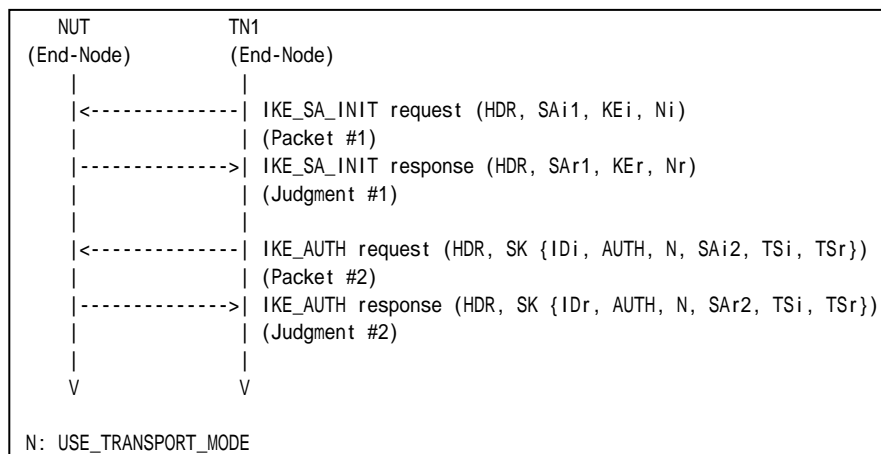 NUT TN1
(End-Node) (End-Node)
| |
|<--------------| IKE_SA_INIT request (HDR, SAi1, KEi, Ni)
| | (Packet #1)
|-------------->| IKE_SA_INIT response (HDR, SAr1, KEr, Nr)
| | (Judgment #1)
| |
|<--------------| IKE_AUTH request (HDR, SK {IDi, AUTH, N, SAi2, TSi, TSr})
| | (Packet #2)
|-------------->| IKE_AUTH response (HDR, SK {IDr, AUTH, N, SAr2, TSi, TSr})
| | (Judgment #2)
| |
V V
N: USE_TRANSPORT_MODE